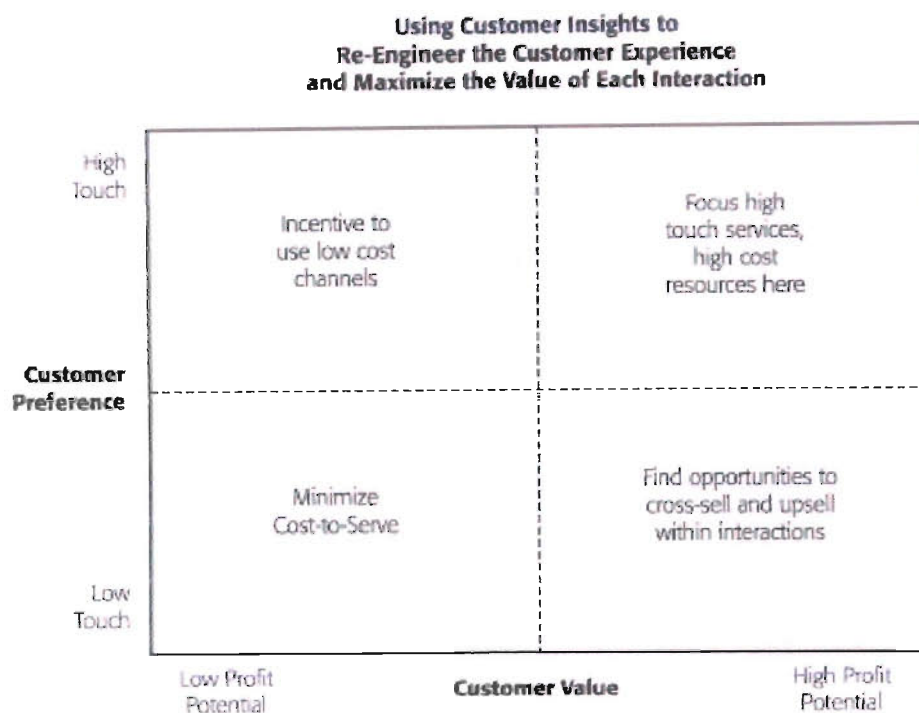 Using Customer Insights to
Re-Engineer the Customer Experience
and Maximize the Value of Each Interaction
High
Touch
Incentive to
use low cost
channels
Focus high
touch services,
high cost
resources here
Customer
Preference
Minimize
Cost-to-Serve
Find opportunities to
cross-sell and upsell
within interactions
Low
Touch
Low Profit
Potential
Customer Value
High Profit
Potential